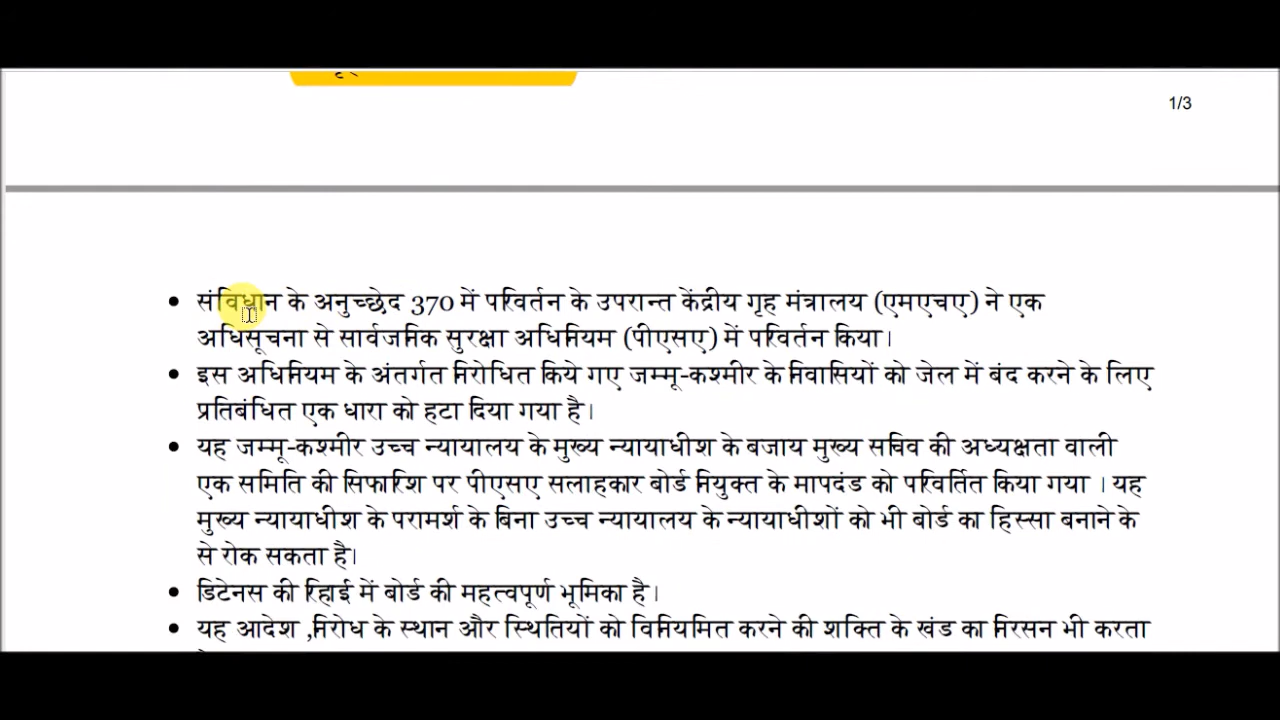 1/3
• संविधान के अनुच्छेद 370 में परिवर्तन के उपरान्त केंद्रीय गृह मंत्रालय (एमएचए) ने एक
अधिसूचना से सार्वजनिक सुरक्षा अधिनियम (पीएसए) में परिवर्तन किया।
• इस अधिनियम के अंतर्गत निरोधित किये गए जम्मू-कश्मीर के निवासियों को जेल में बंद करने के लिए
प्रतिबंधित एक धारा को हटा दिया गया है।
• यह जम्मू-कश्मीर उच्च न्यायालय के मुख्य न्यायाधीश के बजाय मुख्य सचिव की अध्यक्षता वाली
एक समिति की सिफारिश पर पीएसए सलाहकार बोर्ड नियुक्त के मापदंड को परिवर्तित किया गया । यह
मुख्य न्यायाधीश के परामर्श के बिना उच्च न्यायालय के न्यायाधीशों को भी बोर्ड का हिस्सा बनाने के
से रोक सकता है।
• डिटेनस की रिहाई में बोर्ड की महत्वपूर्ण भूमिका है।
• यह आदेश ,निरोध के स्थान और स्थितियों को विनियमित करने की शक्ति के खंड का निरसन भी करता